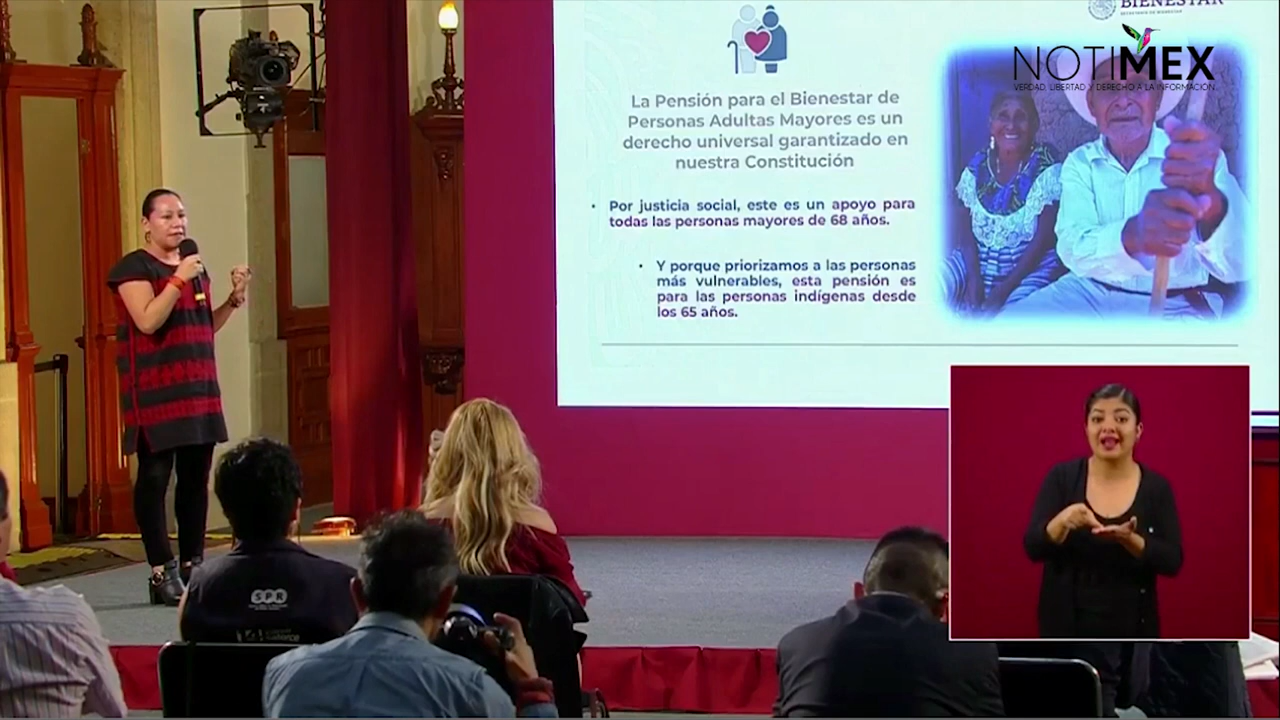 BIENESTAR
SECRETARÍA DE BIENESTAR
NOTIMEX
VERDAD, LIBERTAD Y DERECHO A LA INFORMACIÓN
La Pensión para el Bienestar de
Personas Adultas Mayores es un
derecho universal garantizado en
nuestra Constitución
• Por justicia social, este es un apoyo para
todas las personas mayores de 68 años.
• Y porque priorizamos a las personas
más vulnerables, esta pensión es
para las personas indígenas desde
los 65 años.
SPR